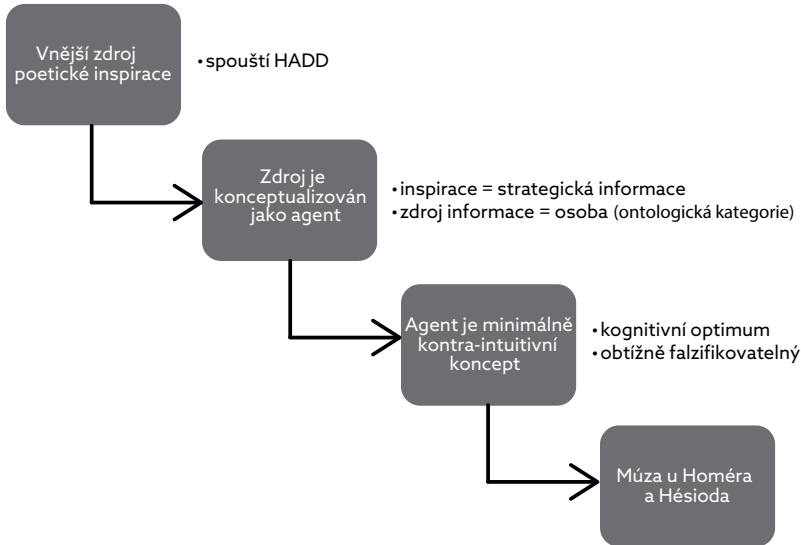 Vnější zdroj
poetické inspirace
•spouští HADD
Zdroj je
konceptualizován
jako agent
•inspirace = strategická informace
•zdroj informace = osoba (ontologická kategorie)
Agent je minimálně
kontra-intuitivní
koncept
•kognitivní optimum
•obtížně falzifikovatelný
Múza u Homéra
a Hésioda